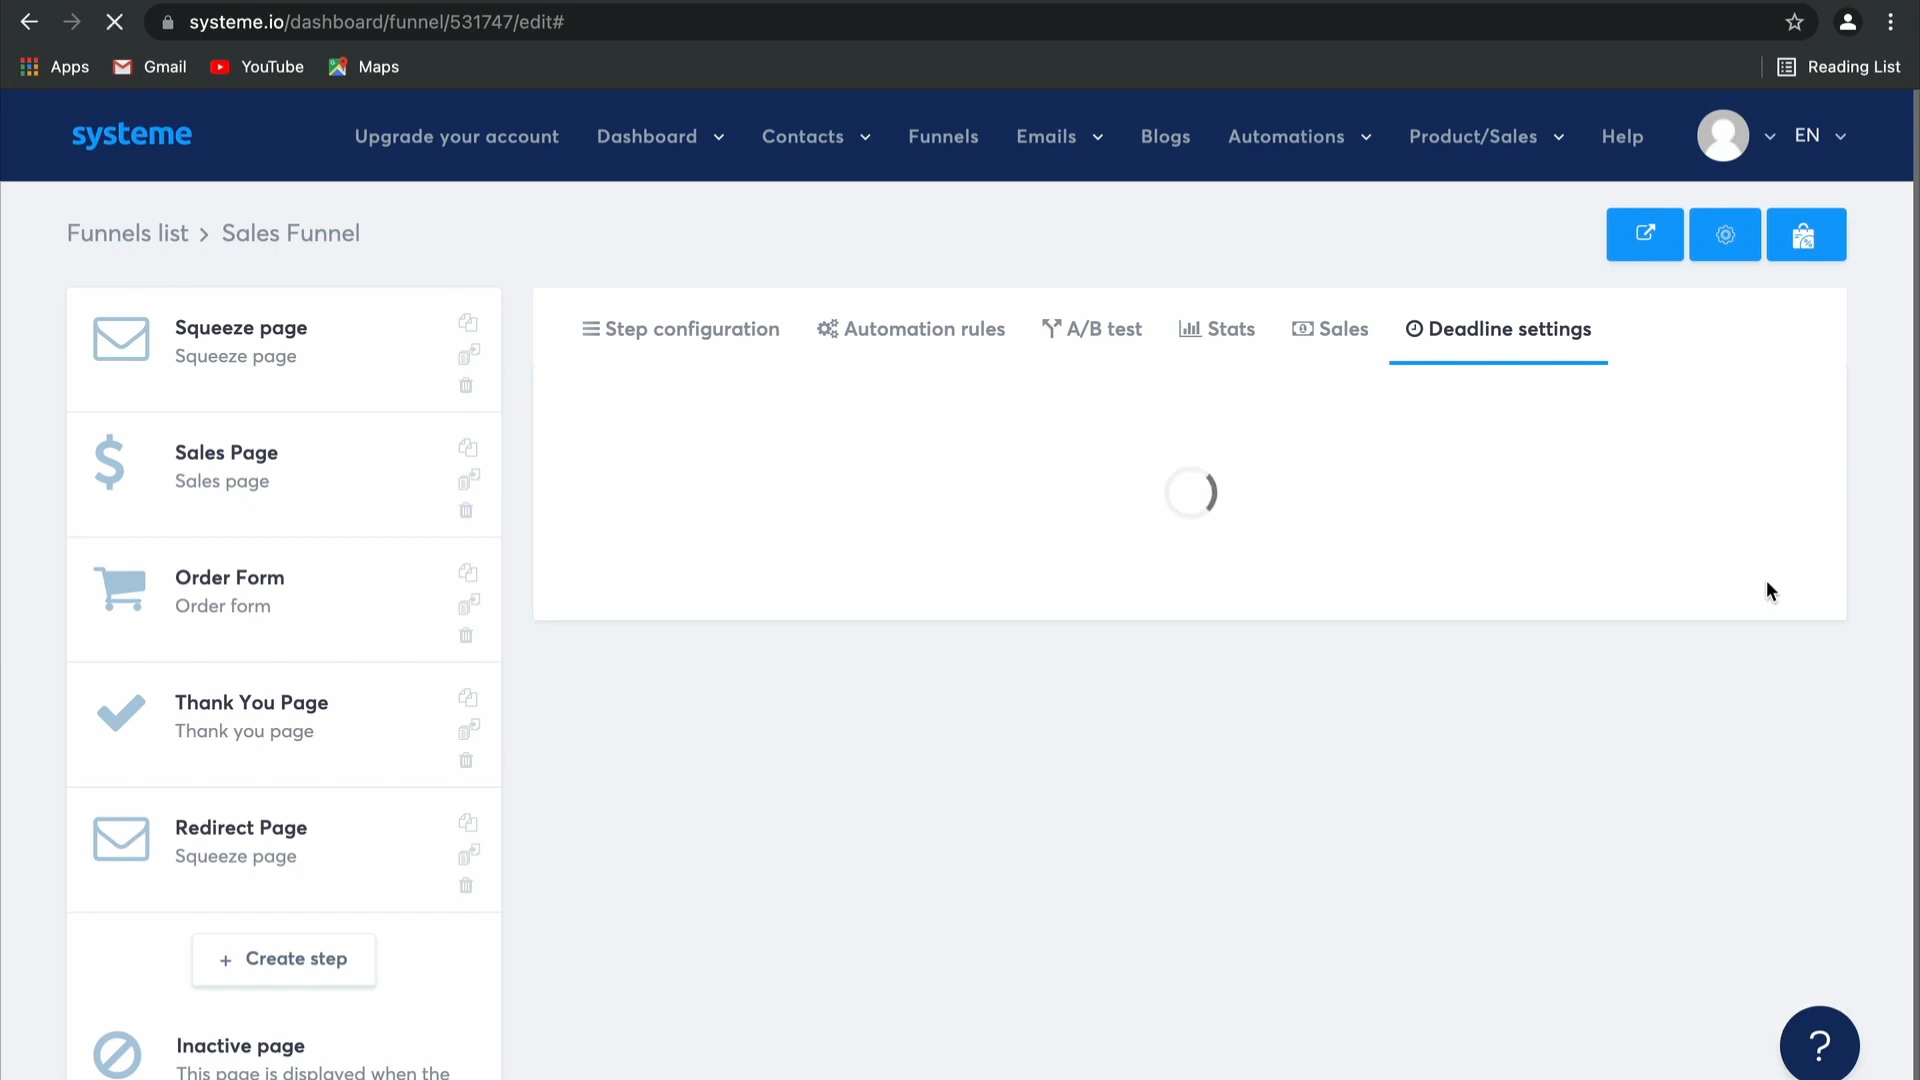 systeme.io/dashboard/funnel/531747/edit#
Apps Gmail YouTube Maps Reading List
systeme Upgrade your account Dashboard Contacts Funnels Emails Blogs Automations Product/Sales Help EN
Funnels list > Sales Funnel
Squeeze page
Squeeze page
Sales Page
Sales page
Order Form
Order form
Thank You Page
Thank you page
Redirect Page
Squeeze page
+ Create step
Inactive page
This page is displayed when the
Step configuration Automation rules A/B test Stats Sales Deadline settings
?